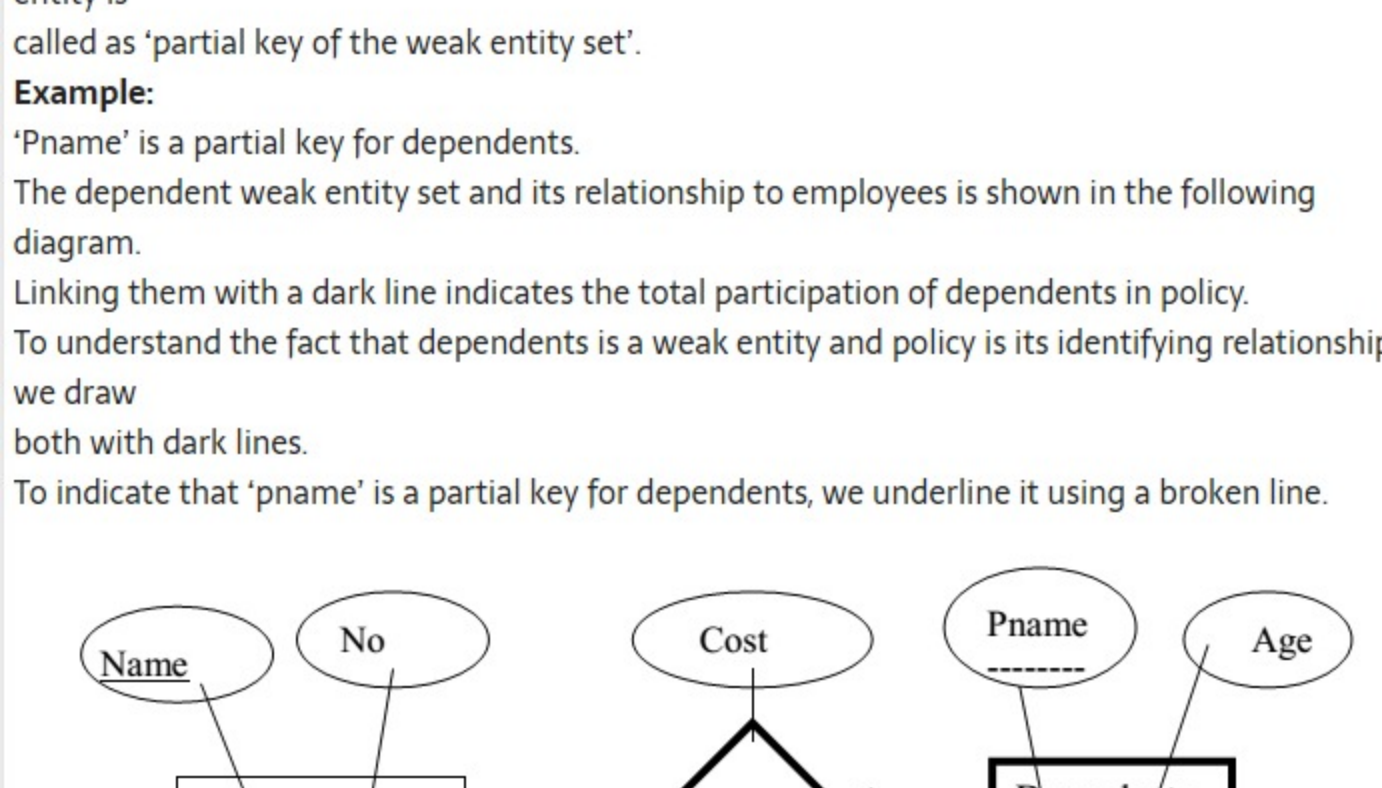 entity is
called as ‘partial key of the weak entity set’.
Example:
‘Pname’ is a partial key for dependents.
The dependent weak entity set and its relationship to employees is shown in the following
diagram.
Linking them with a dark line indicates the total participation of dependents in policy.
To understand the fact that dependents is a weak entity and policy is its identifying relationship
we draw
both with dark lines.
To indicate that ‘pname’ is a partial key for dependents, we underline it using a broken line.
Name
No
Cost
Pname
Age